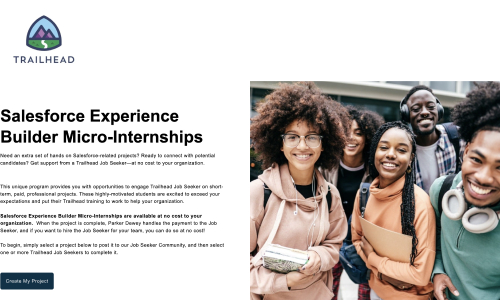 TRAILHEAD
Salesforce Experience
Builder Micro-Internships
Need an extra set of hands on Salesforce-related projects? Ready to connect with potential
candidates? Get support from a Trailhead Job Seeker—at no cost to your organization.
This unique program provides you with opportunities to engage Trailhead Job Seeker on short-
term, paid, professional projects. These highly-motivated students are excited to exceed your
expectations and put their Trailhead training to work to help your organization.
Salesforce Experience Builder Micro-Internships are available at no cost to your
organization. When the project is complete, Parker Dewey handles the payment to the Job
Seeker, and if you want to hire the Job Seeker for your team, you can do so at no cost!
To begin, simply select a project below to post it to our Job Seeker Community, and then select
one or more Trailhead Job Seekers to complete it.
Create My Project